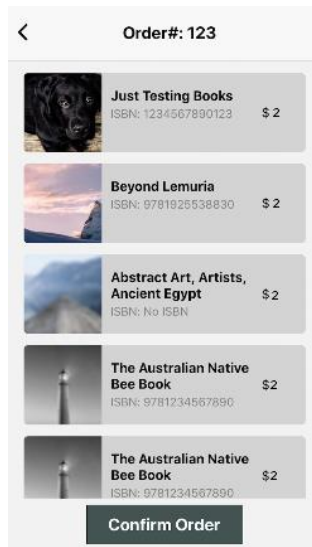 Order#: 123
Just Testing Books
ISBN: 1234567890123
$ 2
Beyond Lemuria
ISBN: 9781925538830
$ 2
Abstract Art, Artists,
Ancient Egypt
ISBN: No ISBN
$ 2
The Australian Native
Bee Book
ISBN: 9781234567890
$2
The Australian Native
Bee Book
ISBN: 9781234567890
$2
Confirm Order